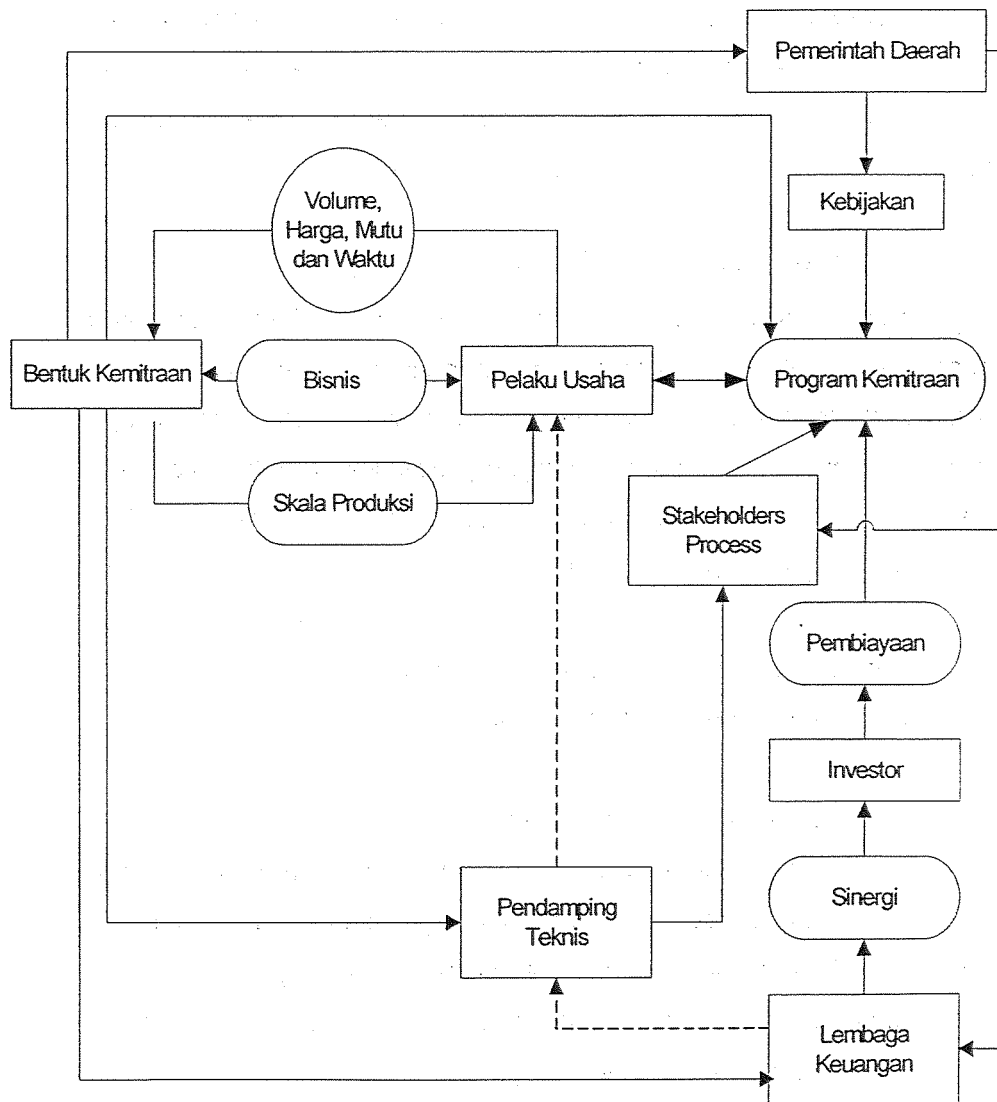 Pemerintah Daerah
Kebijakan
Volume,
Harga, Mutu
dan Waktu
Bentuk Kemitraan
Bisnis
Pelaku Usaha
Program Kemitraan
Skala Produksi
Stakeholders
Process
Pembiayaan
Investor
Sinergi
Pendamping
Teknis
Lembaga
Keuangan